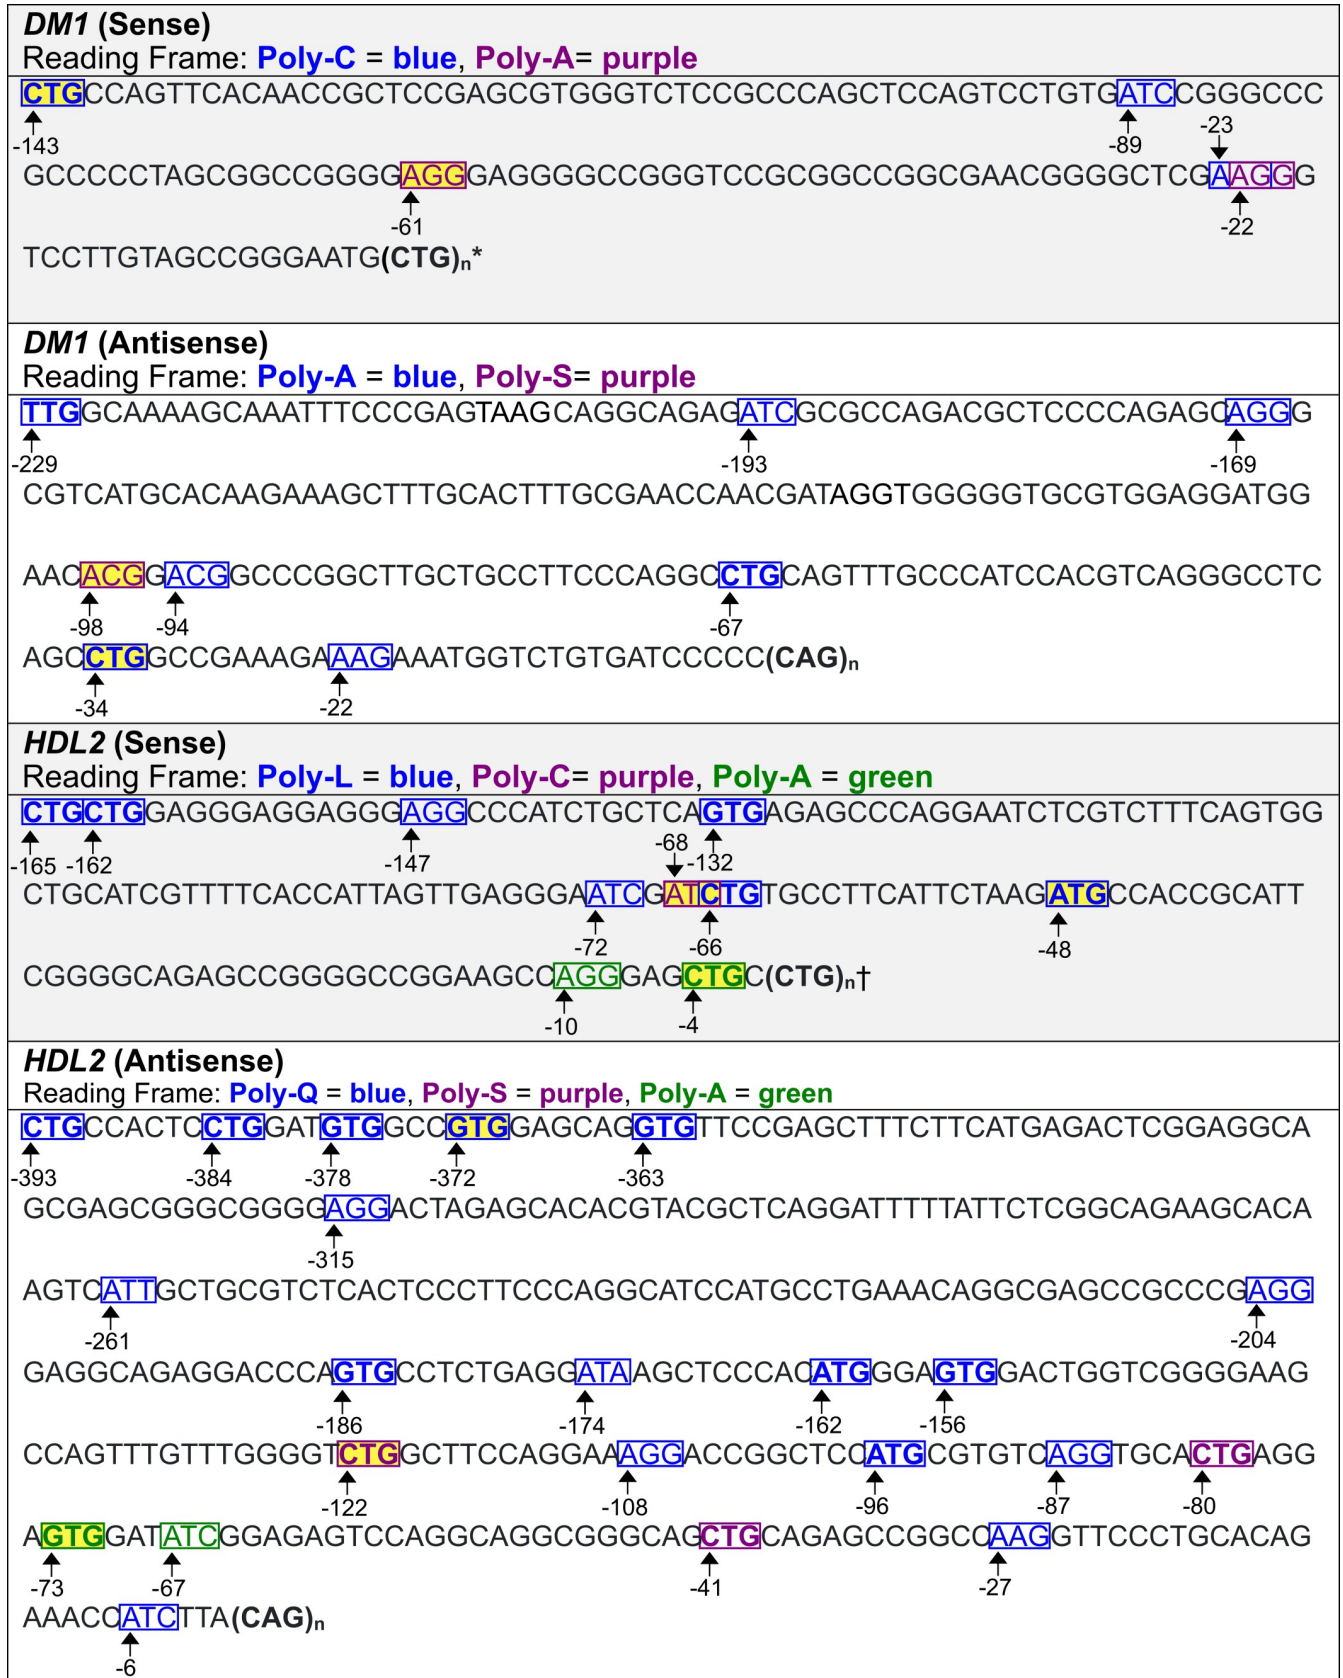 DM1 (Sense)
Reading Frame: Poly-C = blue, Poly-A= purple
CTGCCAGTTCACAACCGCTCCGAGCGTGGGTCTCCGCCCAGCTCCAGTCCTGTGATCCGGGCCC
-143 -89 -23
GCCCCCTAGCGGCCGGGGAGGGAGGGGCCGGGTCCGCGGCCGGCGAACGGGGCTCGAAGGG
-61 -22
TCCTTGTAGCCGGGAATG(CTG)n*
DM1 (Antisense)
Reading Frame: Poly-A = blue, Poly-S= purple
TTGGCAAAAGCAAATTTCCCGAGTAAGCAGGCAGAGATCGCGCCAGACGCTCCCCAGAGCAGGG
-229 -193 -169
CGTCATGCACAAGAAAGCTTTGCACTTTGCGAACCAACGATAGGTGGGGGTGCGTGGAGGATGG
AACACGGACGGCCCGGCTTGCTGCCTTCCCAGGCCTGCAGTTTGCCCATCCACGTCAGGGCCTC
-98 -94 -67
AGCCTGGCCGAAAGAAAGAAATGGTCTGTGATCCCCC(CAG)n
-34 -22
HDL2 (Sense)
Reading Frame: Poly-L = blue, Poly-C= purple, Poly-A = green
CTGCTGGAGGGAGGAGGGAGGCCCATCTGCTCAGTGAGAGCCCAGGAATCTCGTCTTTCAGTGG
-165 -162 -147 -68 -132
CTGCATCGTTTTCACCATTAGTTGAGGGAATCGATCTGTGCCTTCATTCTAAGATGCCACCGCATT
-72 -66 -48
CGGGGCAGAGCCGGGGCCGGAAGCCAGGGAGCTGC(CTG)n†
-10 -4
HDL2 (Antisense)
Reading Frame: Poly-Q = blue, Poly-S = purple, Poly-A = green
CTGCCACTCCTGGATGTGGCCGTGGAGCAGGTGTTCCGAGCTTTCTTCATGAGACTCGGAGGCA
-393 -384 -378 -372 -363
GCGAGCGGGCGGGGAGGACTAGAGCACACGTACGCTCAGGATTTTTATTCTCGGCAGAAGCACA
-315
AGTCATTGCTGCGTCTCACTCCCTTCCCAGGCATCCATGCCTGAAACAGGCGAGCCGCCCGAGG
-261 -204
GAGGCAGAGGACCCAGTGCCTCTGAGGATAAGCTCCCACATGGGAGTGGACTGGTCGGGGAAG
-186 -174 -162 -156
CCAGTTTGTTTGGGGTCTGGCTTCCAGGAAAGGACCGGCTCCATGCGTGTCAGGTGCACTGAGG
-122 -108 -96 -87 -80
AGTGGATATCGGAGAGTCCAGGCAGGCGGGCAGCTGCAGAGCCGGCCAAGGTTCCCTGCACAG
-73 -67 -41 -27
AAACCATCTTA(CAG)n
-6